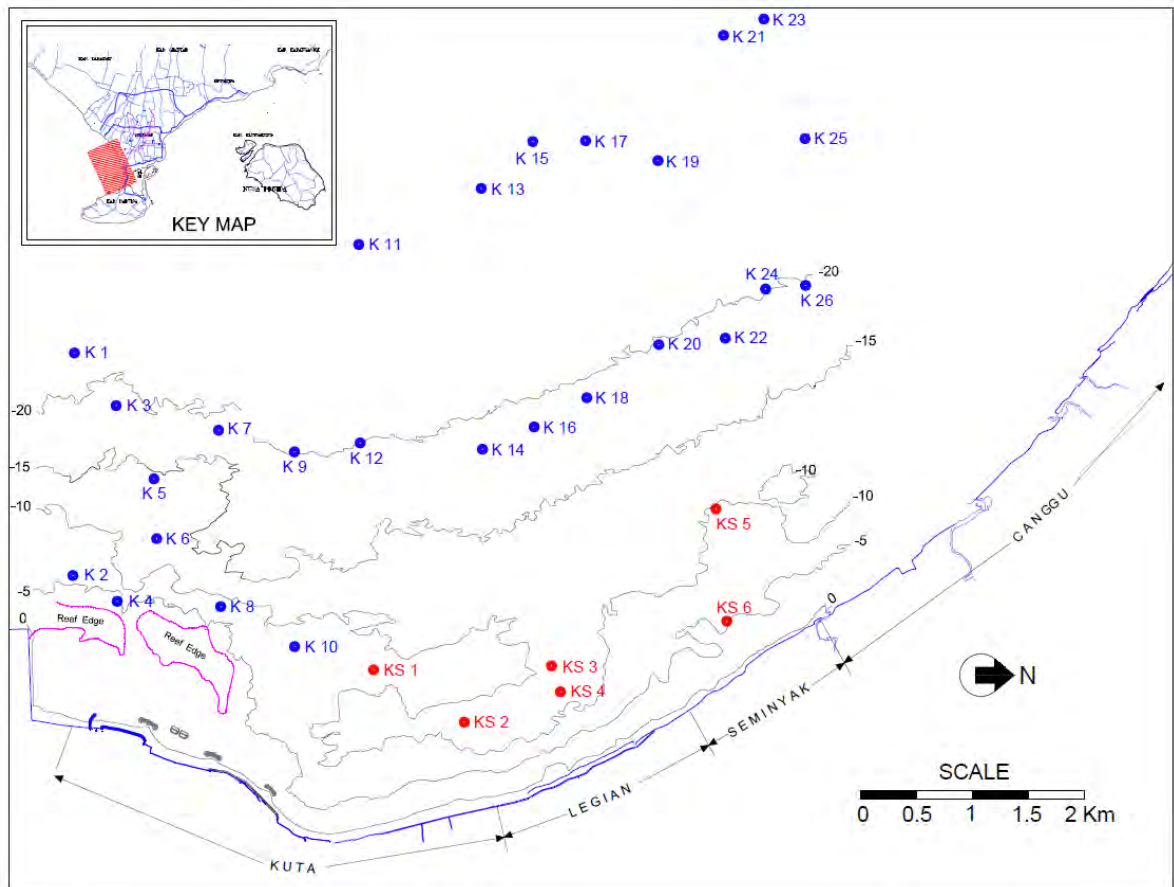 KEY MAP
K 23
K 21
K 15
K 17
K 25
K 19
K 13
K 11
K 24
-20
K 26
K 1
K 20
K 22
-15
K 3
-20
K 18
K 7
K 16
K 9
K 12
K 14
-15
-10
K 5
-10
-10
KS 5
K 6
-5
K 2
CANGGU
-5
K 4
K 8
KS 6
0
0
Reef Edge
Reef Edge
K 10
KS 1
KS 3
N
KS 4
SEMINYAK
KS 2
SCALE
LEGIAN
0 0.5 1 1.5 2 Km
KUTA